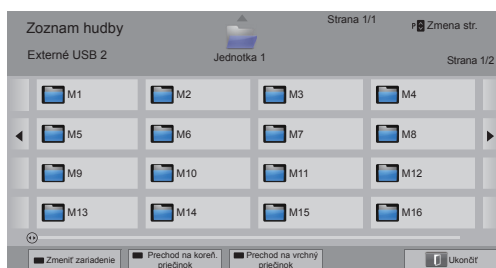 Zoznam hudby
Strana 1/1
P Zmena str.
Externé USB 2
Jednotka 1
Strana 1/2
M1
M2
M3
M4
M5
M6
M7
M8
M9
M10
M11
M12
M13
M14
M15
M16
Zmeniť zariadenie
Prechod na koreň.
priečinok
Prechod na vrchný
priečinok
Ukončiť